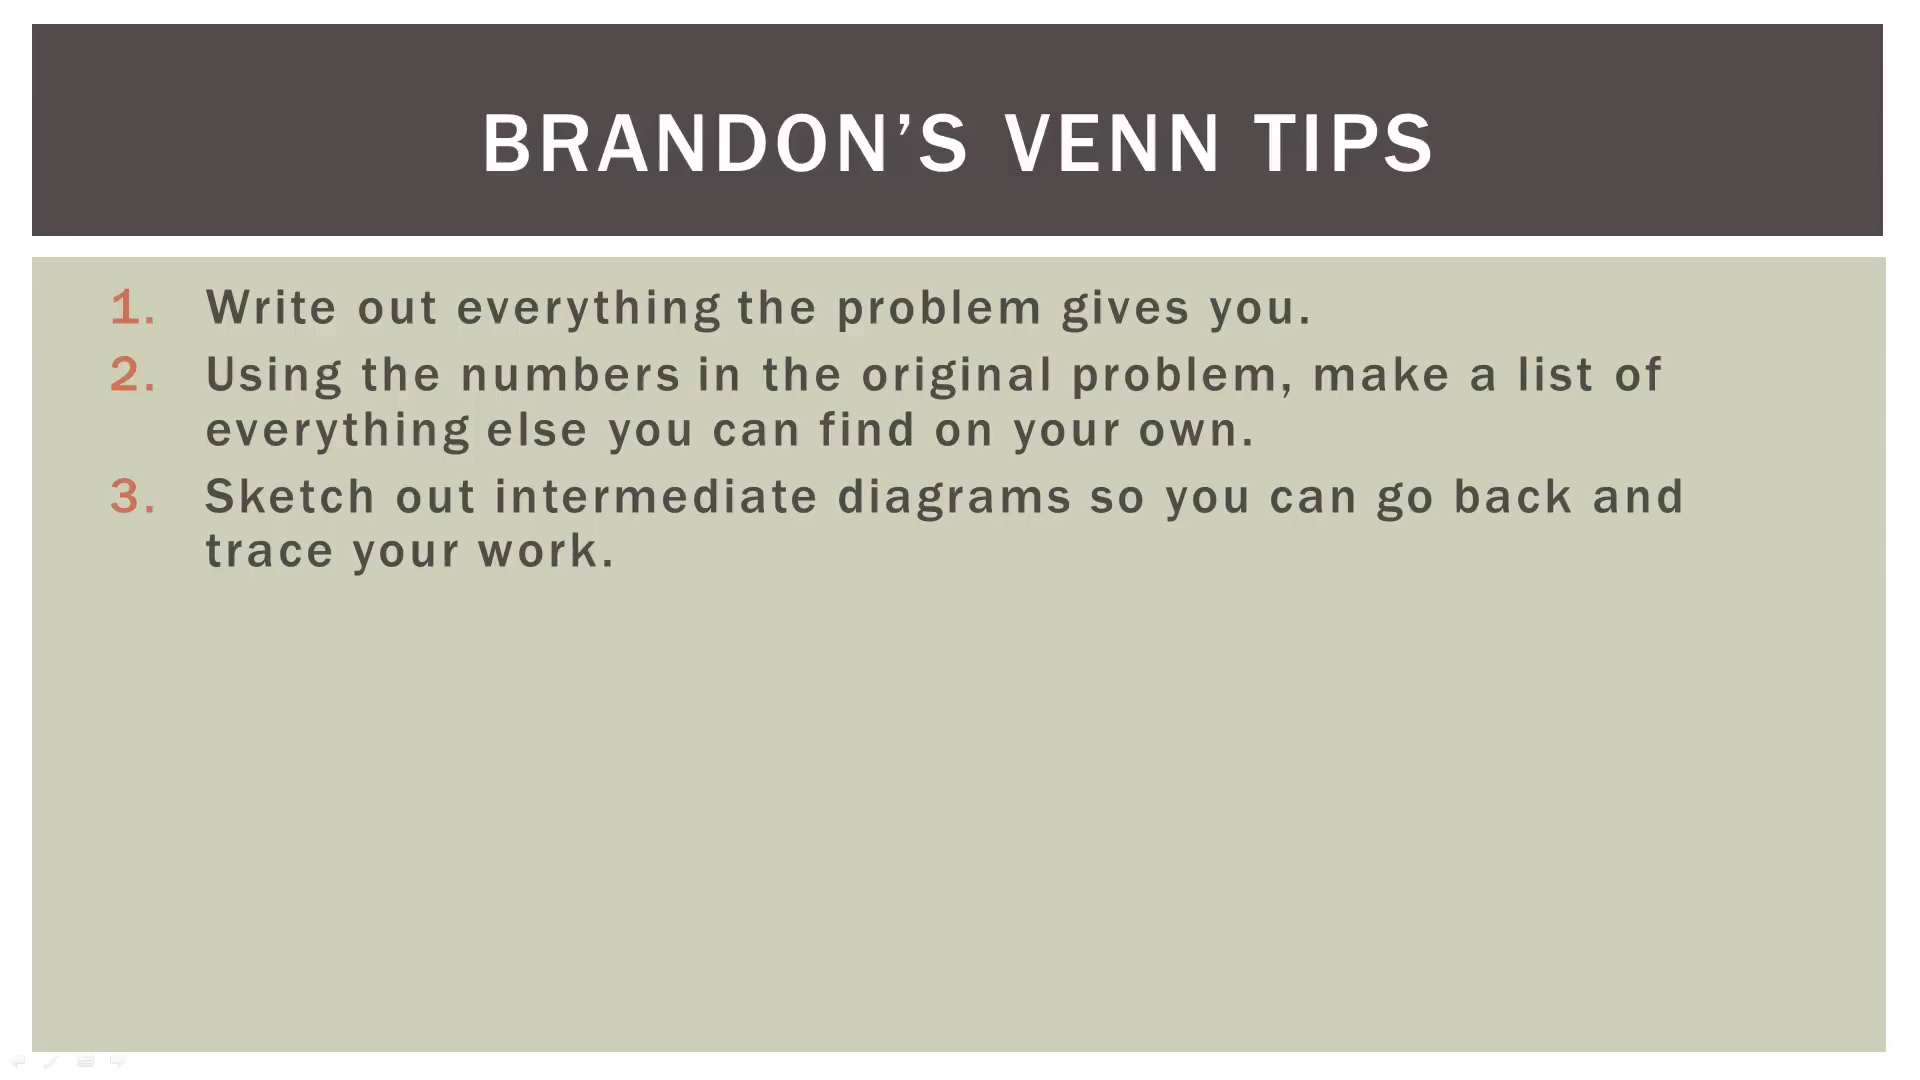 BRANDON’S VENN TIPS
1. Write out everything the problem gives you.
2. Using the numbers in the original problem, make a list of
everything else you can find on your own.
3. Sketch out intermediate diagrams so you can go back and
trace your work.